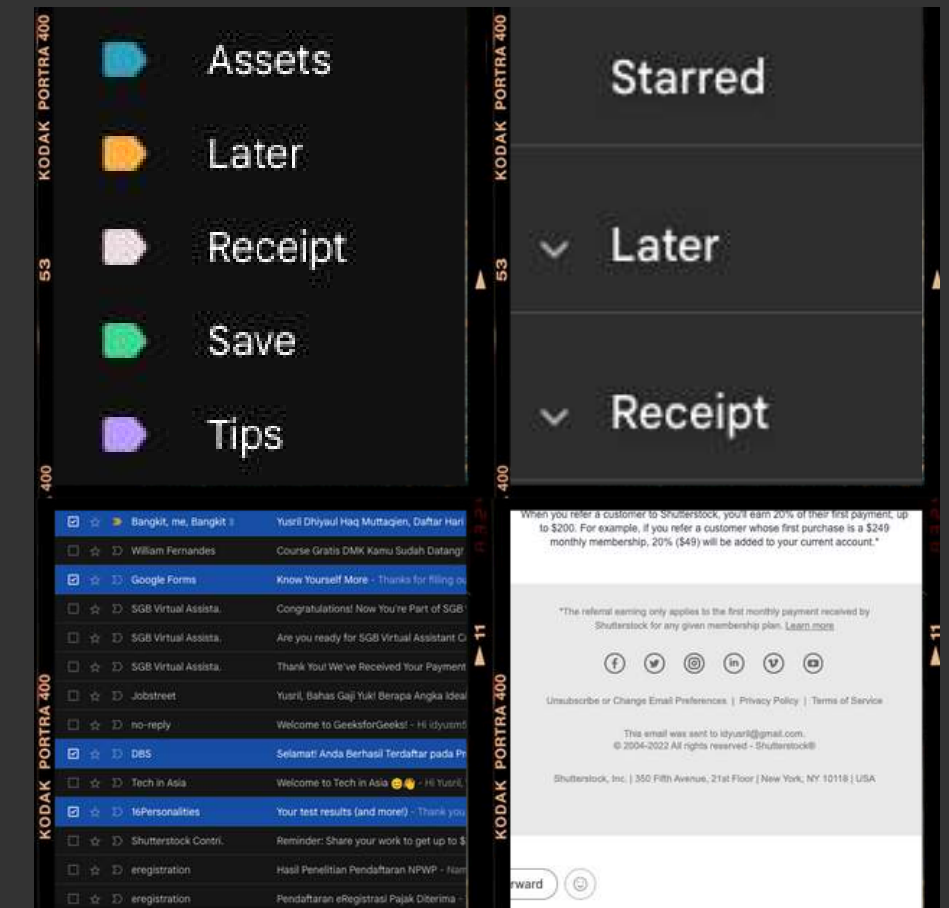 KODAK PORTRA 400
53
400
Assets
Later
Receipt
Save
Tips
KODAK PORTRA 400
53
400
Starred
Later
Receipt
KODAK PORTRA 400
11
Bangkit, me, Bangkit Yusril Dhiyaul Haq Muttaqien, Daftar Hari
William Fernandes Course Gratis DMK Kamu Sudah Datang!
Google Forms Know Yourself More - Thanks for filling ou
SGB Virtual Assista. Congratulations! Now You're Part of SGB
SGB Virtual Assista. Are you ready for SGB Virtual Assistant
SGB Virtual Assista. Thank You! We've Received Your Payment
Jobstreet Yusril, Bahas Gaji Yuk! Berapa Angka Ideal
no-reply Welcome to GeeksforGeeks! - Hi
DBS Selamat! Anda Berhasil Terdaftar pada Pr
Tech in Asia Welcome to Tech in Asia 😊👋 - Hi Yusril,
16Personalities Your test results (and more!) - Thank you
Shutterstock Contri. Reminder: Share your work to get up to $
eregistration Hasil Penelitian Pendaftaran NPWP - Nam
eregistration Pendaftaran eRegistrasi Pajak Diterima -
KODAK PORTRA 400
11
When you refer a customer to Shutterstock, you'll earn 20% of their first payment, up
to $200. For example, if you refer a customer whose first purchase is a $249
monthly membership, 20% ($49) will be added to your current account.*
*The referral earning only applies to the first monthly payment received by
Shutterstock for any given membership plan. Learn more
Unsubscribe or Change Email Preferences | Privacy Policy | Terms of Service
This email was sent to idyusril@gmail.com.
© 2004-2022 All rights reserved - Shutterstock®
Shutterstock, Inc. | 350 Fifth Avenue, 21st Floor | New York, NY 10118 | USA
rward